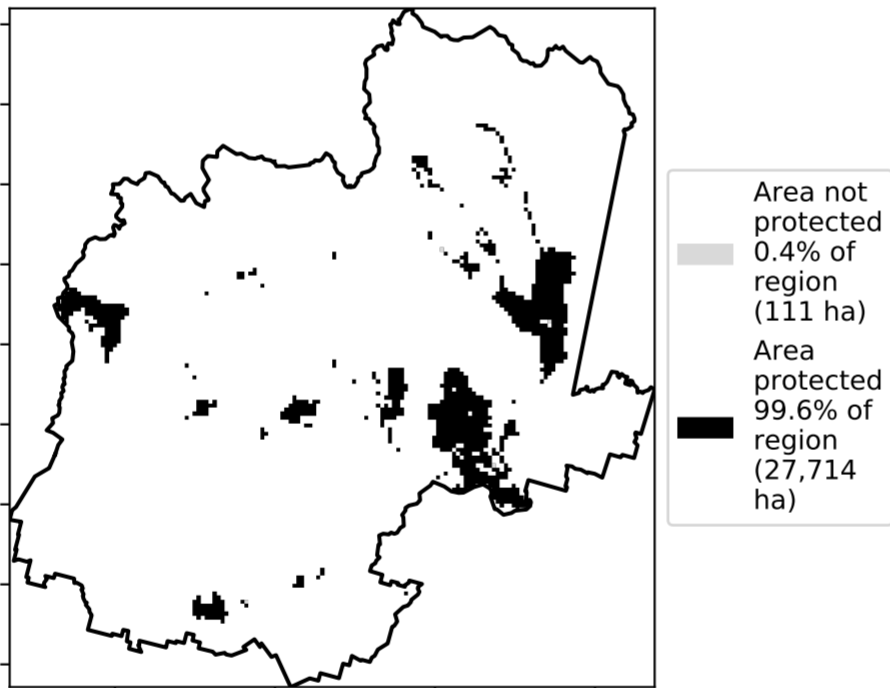 Area not
protected
0.4% of
region
(111 ha)
Area
protected
99.6% of
region
(27,714
ha)